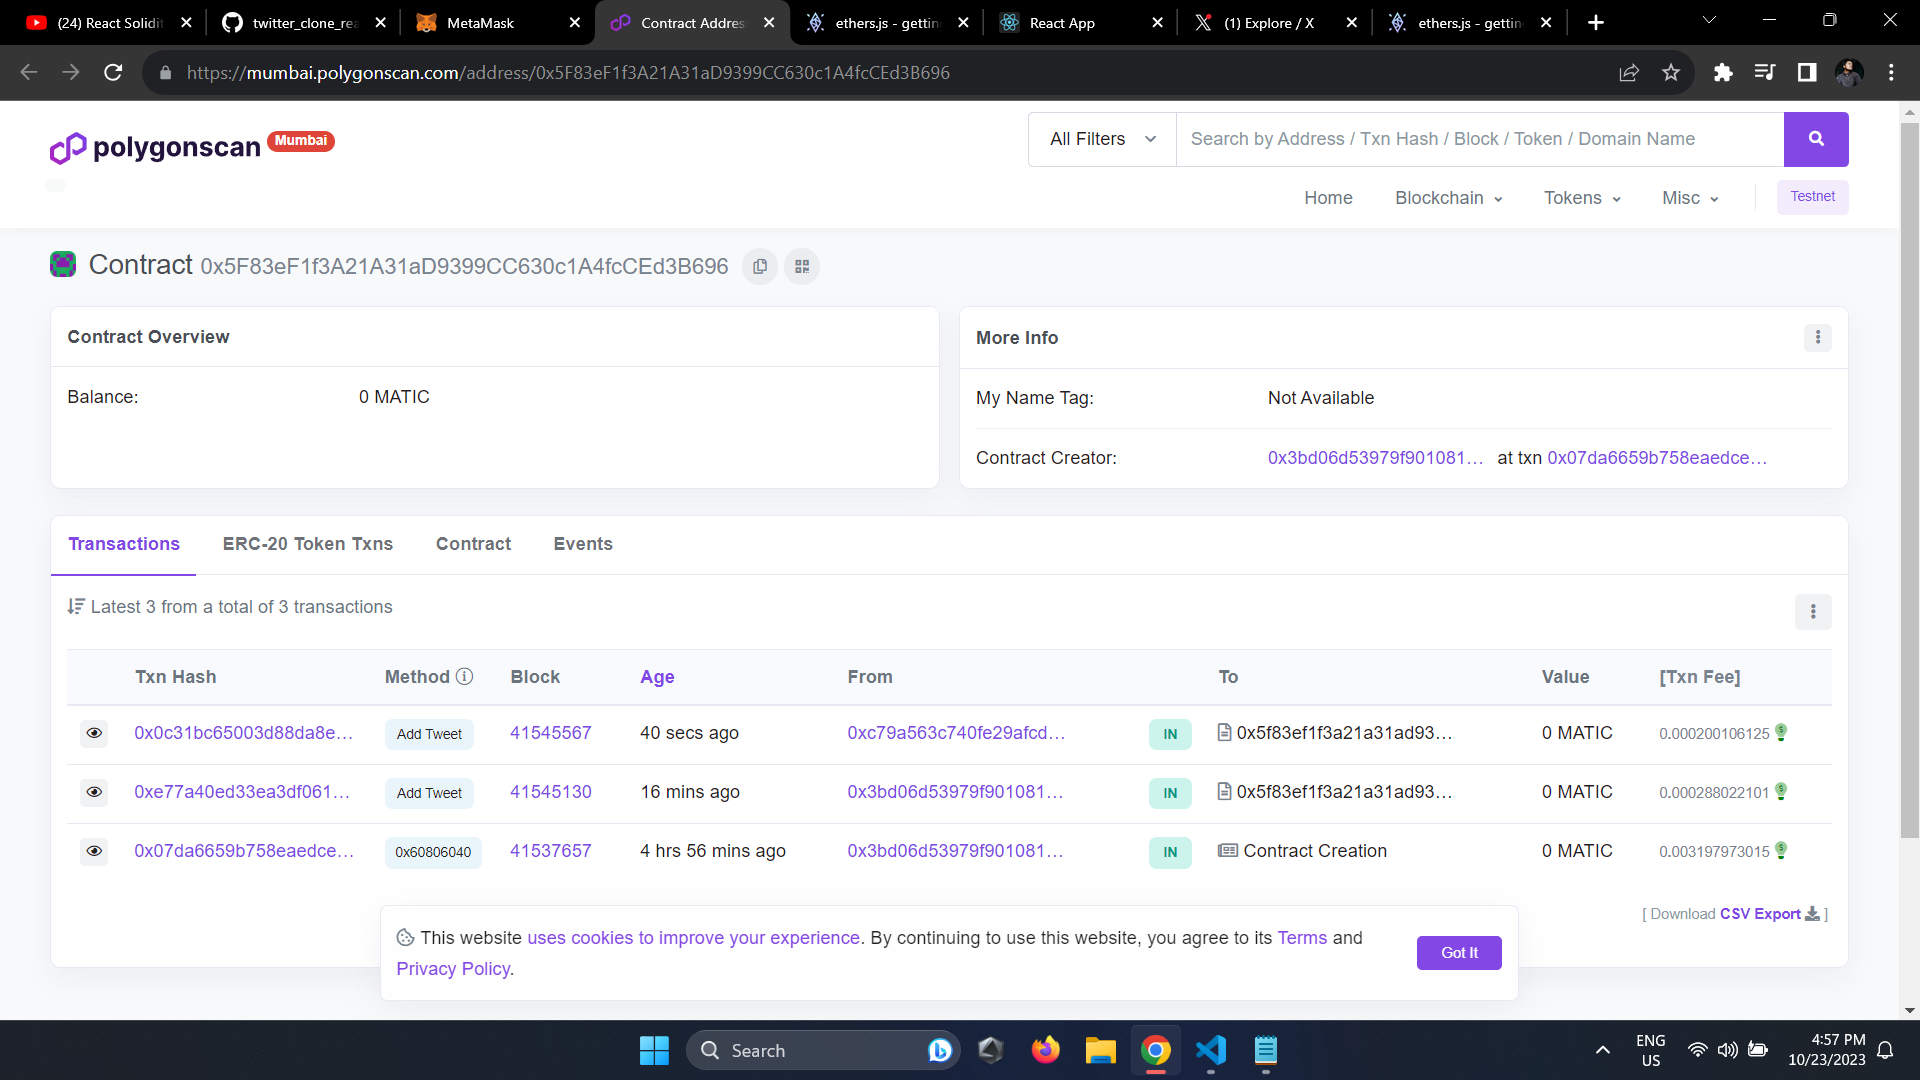 (24) React Solidit
twitter_clone_rea
MetaMask
Contract Address
ethers.js - getting
React App
(1) Explore / X
ethers.js - getting
https://mumbai.polygonscan.com/address/0x5F83eF1f3A21A31aD9399CC630c1A4fcCEd3B696
polygonscan Mumbai
All Filters
Search by Address / Txn Hash / Block / Token / Domain Name
Home Blockchain Tokens Misc Testnet
Contract 0x5F83eF1f3A21A31aD9399CC630c1A4fcCEd3B696
Contract Overview
Balance: 0 MATIC
More Info
My Name Tag: Not Available
Contract Creator: 0x3bd06d53979f901081... at txn 0x07da6659b758eaedce...
Transactions ERC-20 Token Txns Contract Events
Latest 3 from a total of 3 transactions
Txn Hash Method Block Age From To Value [Txn Fee]
0x0c31bc65003d88da8e... Add Tweet 41545567 40 secs ago 0xc79a563c740fe29afcd... IN 0x5f83ef1f3a21a31ad93... 0 MATIC 0.000200106125
0xe77a40ed33ea3df061... Add Tweet 41545130 16 mins ago 0x3bd06d53979f901081... IN 0x5f83ef1f3a21a31ad93... 0 MATIC 0.000288022101
0x07da6659b758eaedce... 0x60806040 41537657 4 hrs 56 mins ago 0x3bd06d53979f901081... IN Contract Creation 0 MATIC 0.003197973015
[ Download CSV Export ]
This website uses cookies to improve your experience. By continuing to use this website, you agree to its Terms and
Privacy Policy.
Got It
Search
ENG
US
4:57 PM
10/23/2023